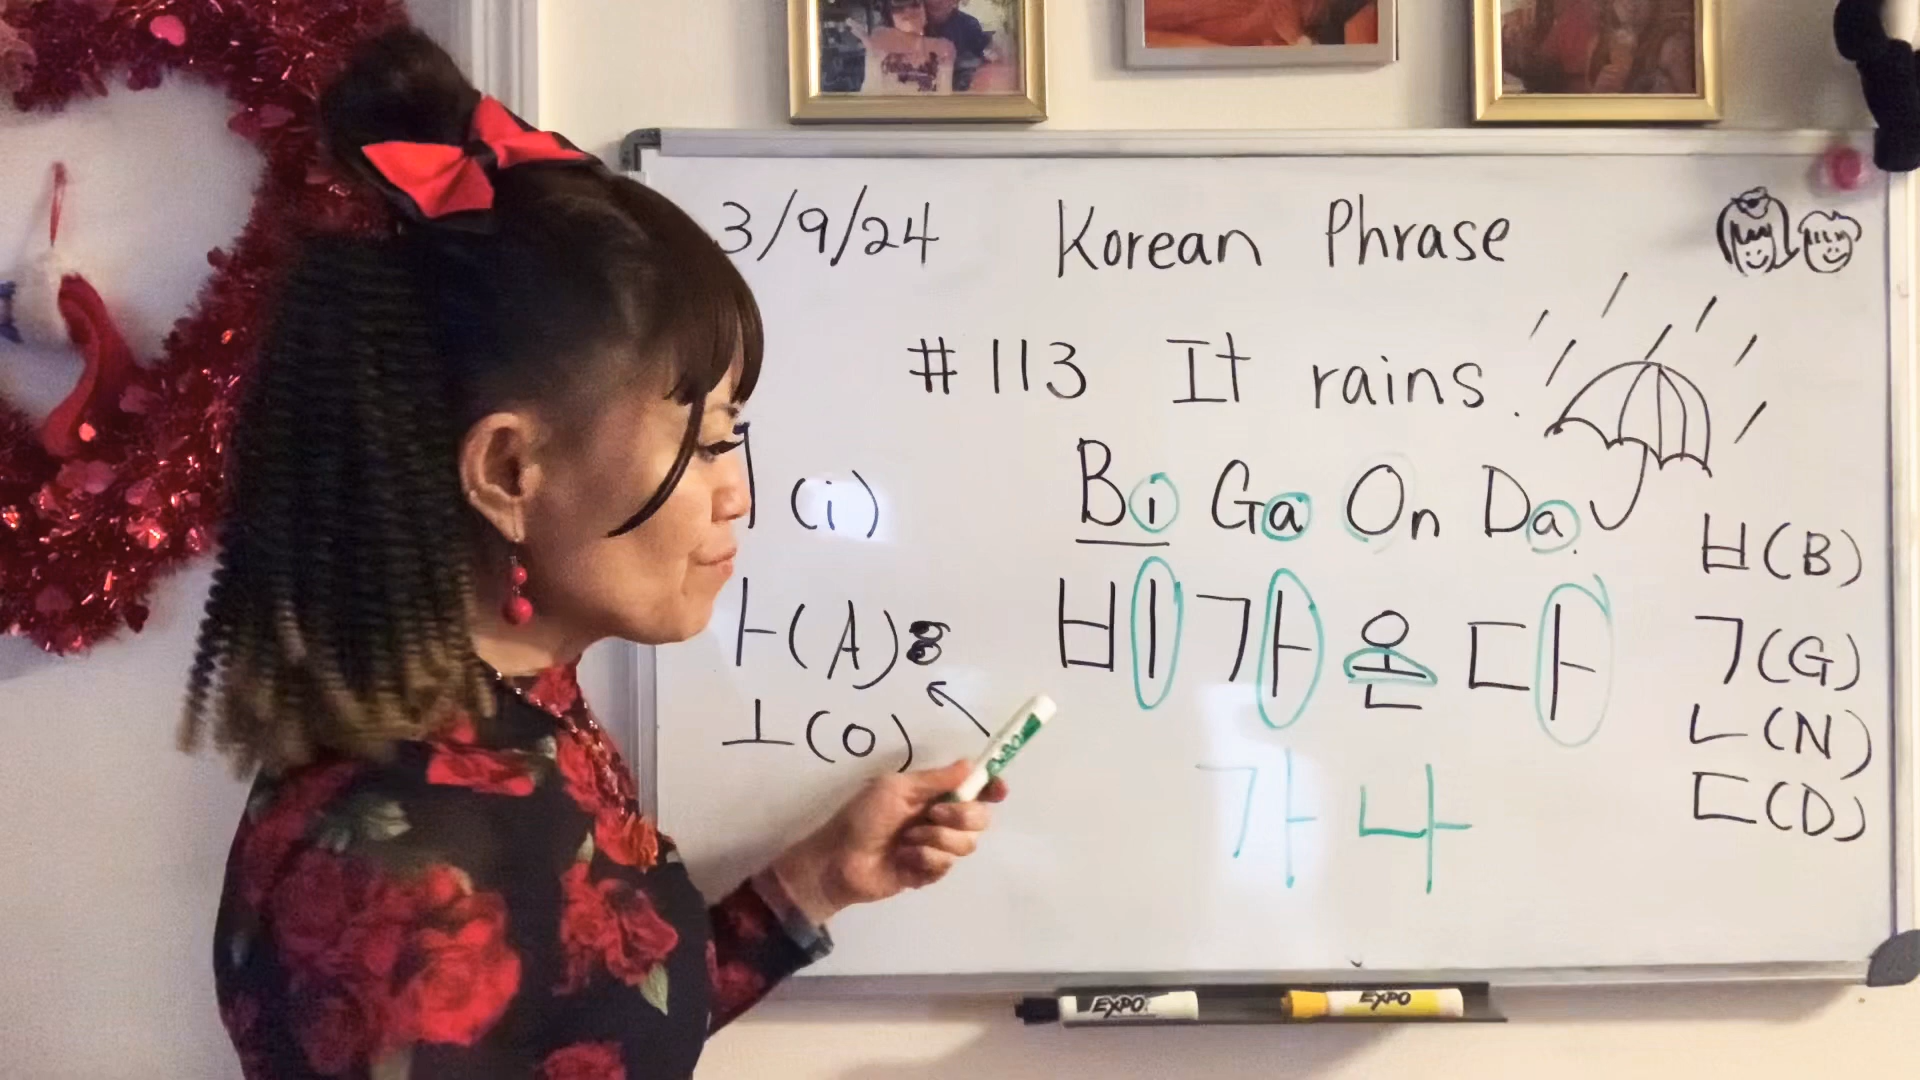 3/9/24 Korean Phrase
#113 It rains.
Bi Ga On Da.
비 가 온 다
가 나
ㅣ(i)
ㅏ(A)
ㅗ(O)
ㅂ(B)
ㄱ(G)
ㄴ(N)
ㄷ(D)
EXPO
EXPO
EXPO